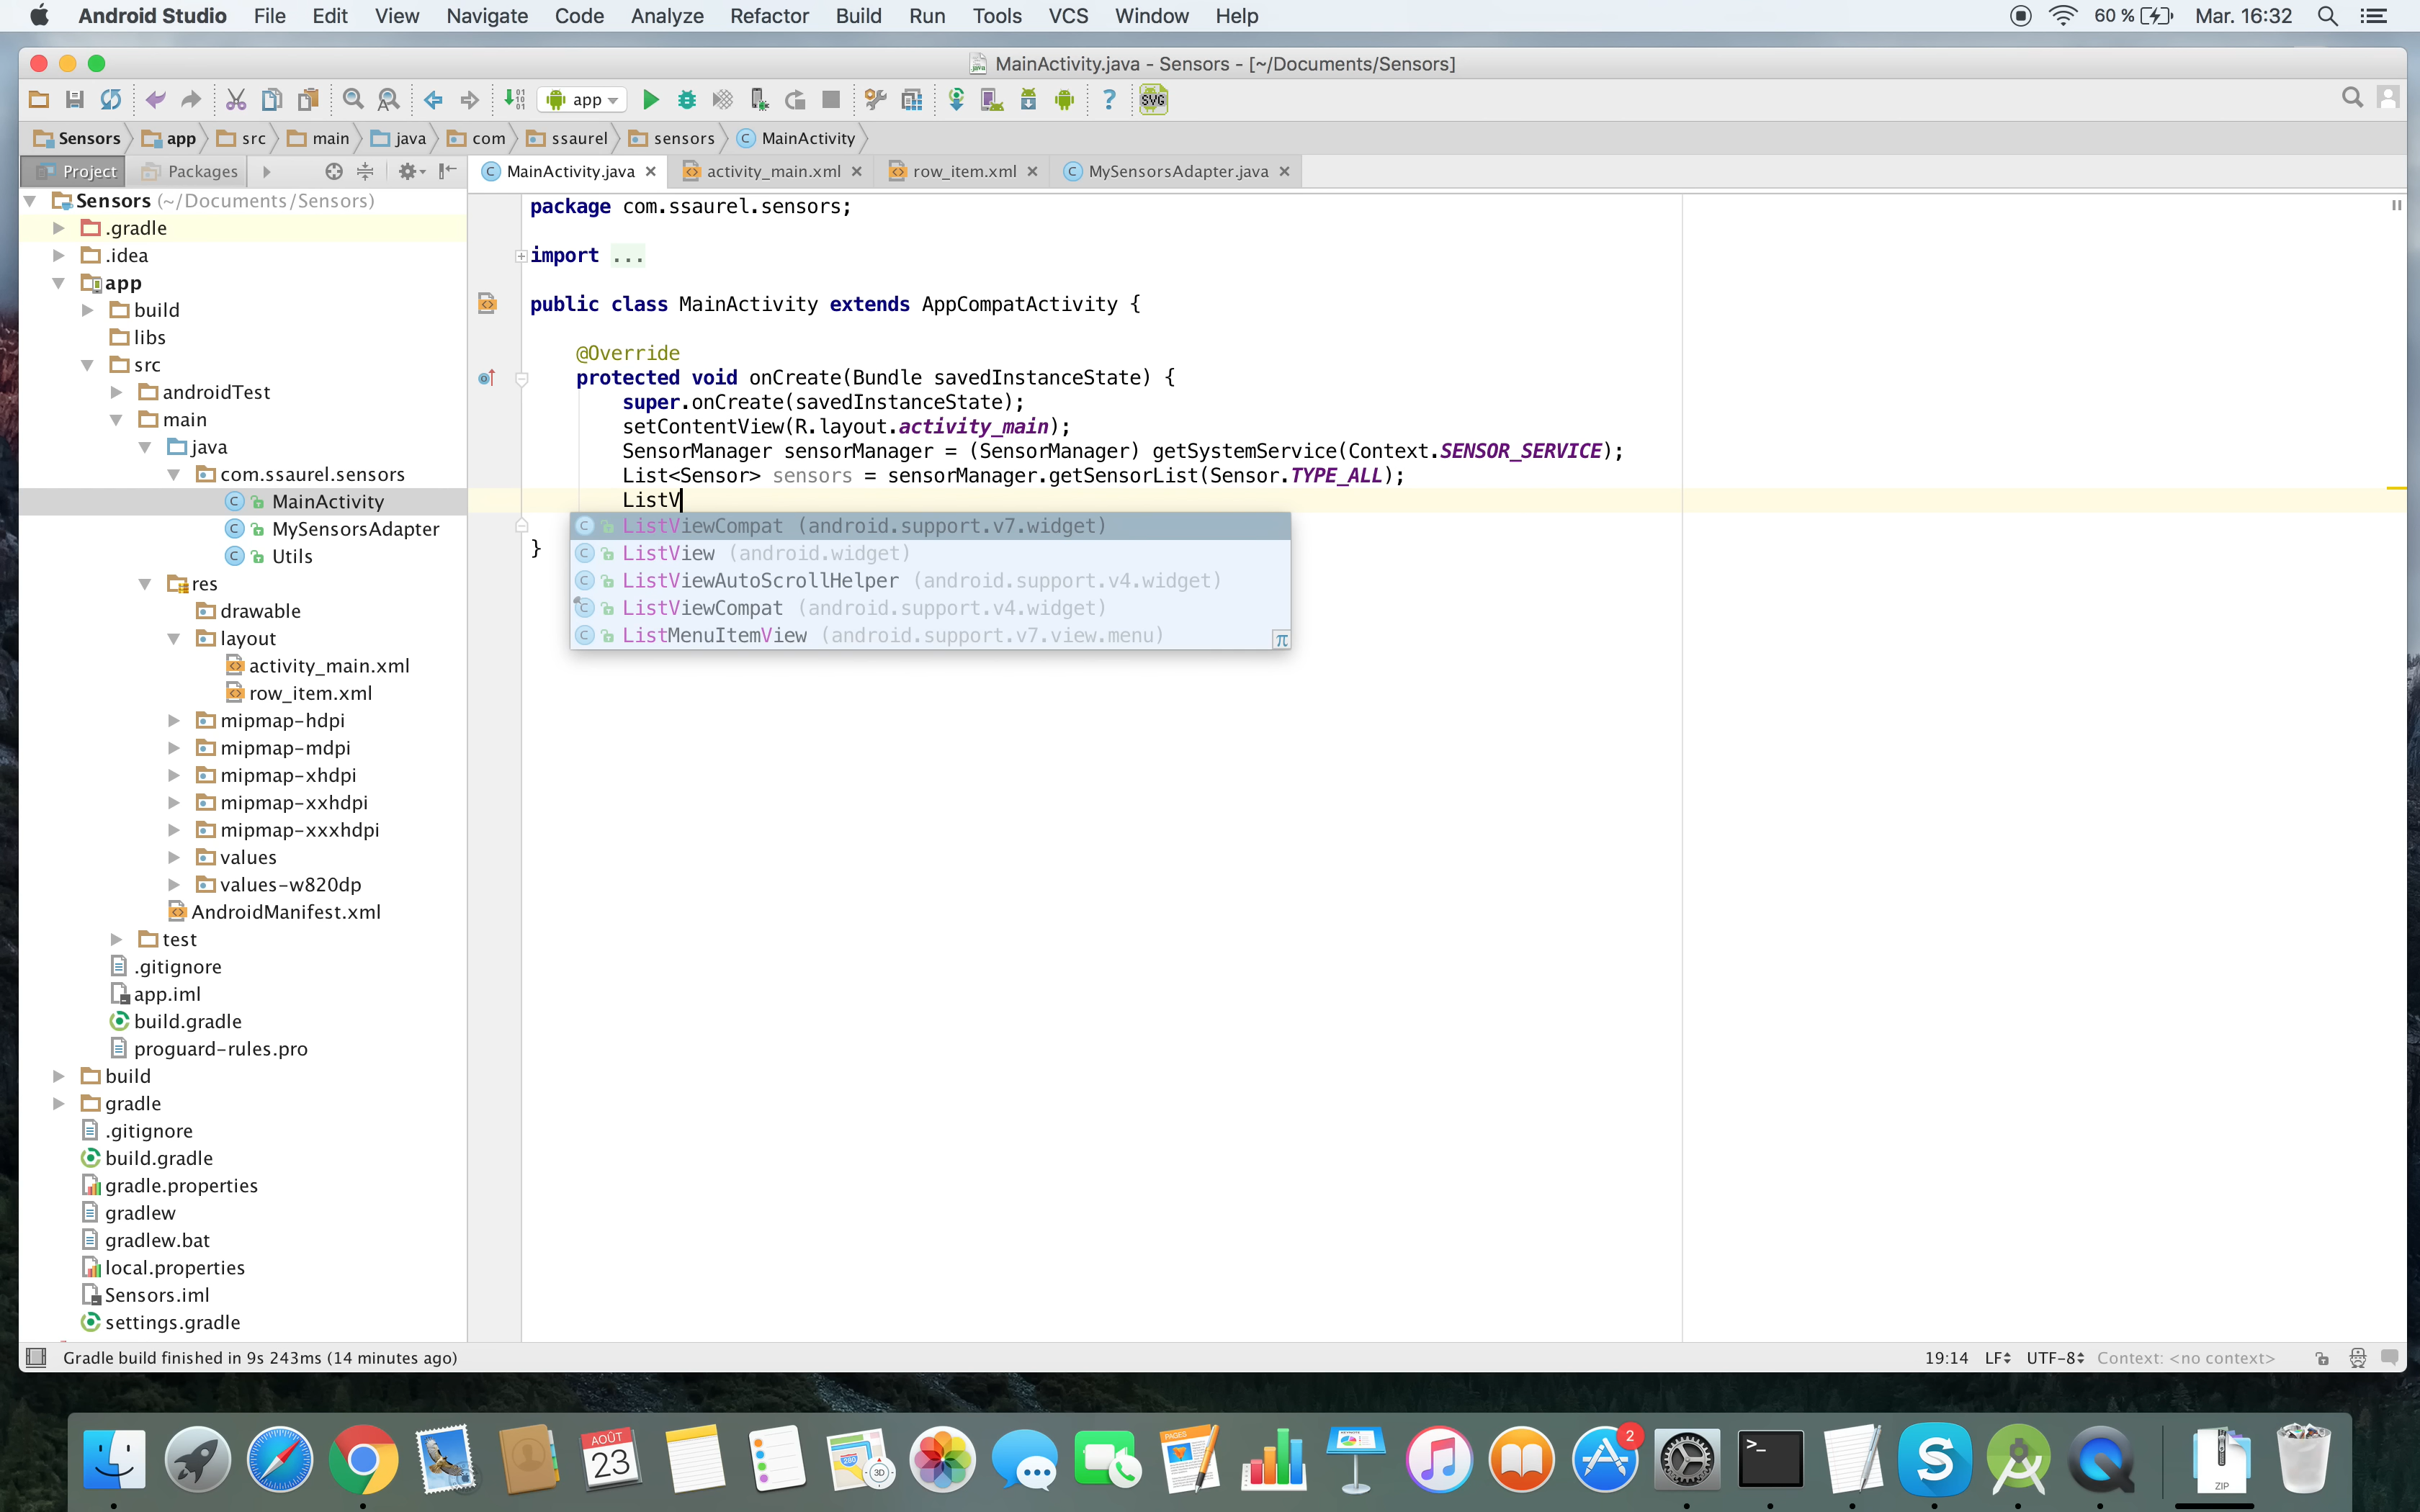 Android Studio File Edit View Navigate Code Analyze Refactor Build Run Tools VCS Window Help 60 % Mar. 16:32
MainActivity.java - Sensors - [~/Documents/Sensors]
app ? SVG
Sensors app src main java com ssaurel sensors MainActivity
Project Packages MainActivity.java activity_main.xml row_item.xml MySensorsAdapter.java
Sensors (~/Documents/Sensors)
.gradle
.idea
app
build
libs
src
androidTest
main
java
com.ssaurel.sensors
MainActivity
MySensorsAdapter
Utils
res
drawable
layout
activity_main.xml
row_item.xml
mipmap-hdpi
mipmap-mdpi
mipmap-xhdpi
mipmap-xxhdpi
mipmap-xxxhdpi
values
values-w820dp
AndroidManifest.xml
test
.gitignore
app.iml
build.gradle
proguard-rules.pro
build
gradle
.gitignore
build.gradle
gradle.properties
gradlew
gradlew.bat
local.properties
Sensors.iml
settings.gradle
package com.ssaurel.sensors;
import ...
public class MainActivity extends AppCompatActivity {
@Override
protected void onCreate(Bundle savedInstanceState) {
super.onCreate(savedInstanceState);
setContentView(R.layout.activity_main);
SensorManager sensorManager = (SensorManager) getSystemService(Context.SENSOR_SERVICE);
List<Sensor> sensors = sensorManager.getSensorList(Sensor.TYPE_ALL);
ListV
ListViewCompat (android.support.v7.widget)
}
ListView (android.widget)
ListViewAutoScrollHelper (android.support.v4.widget)
ListViewCompat (android.support.v4.widget)
ListMenuItemView (android.support.v7.view.menu)
π
Gradle build finished in 9s 243ms (14 minutes ago) 19:14 LF UTF-8 Context: <no context>
AOÛT
23
280
3D
PAGES
2
>_
ZIP